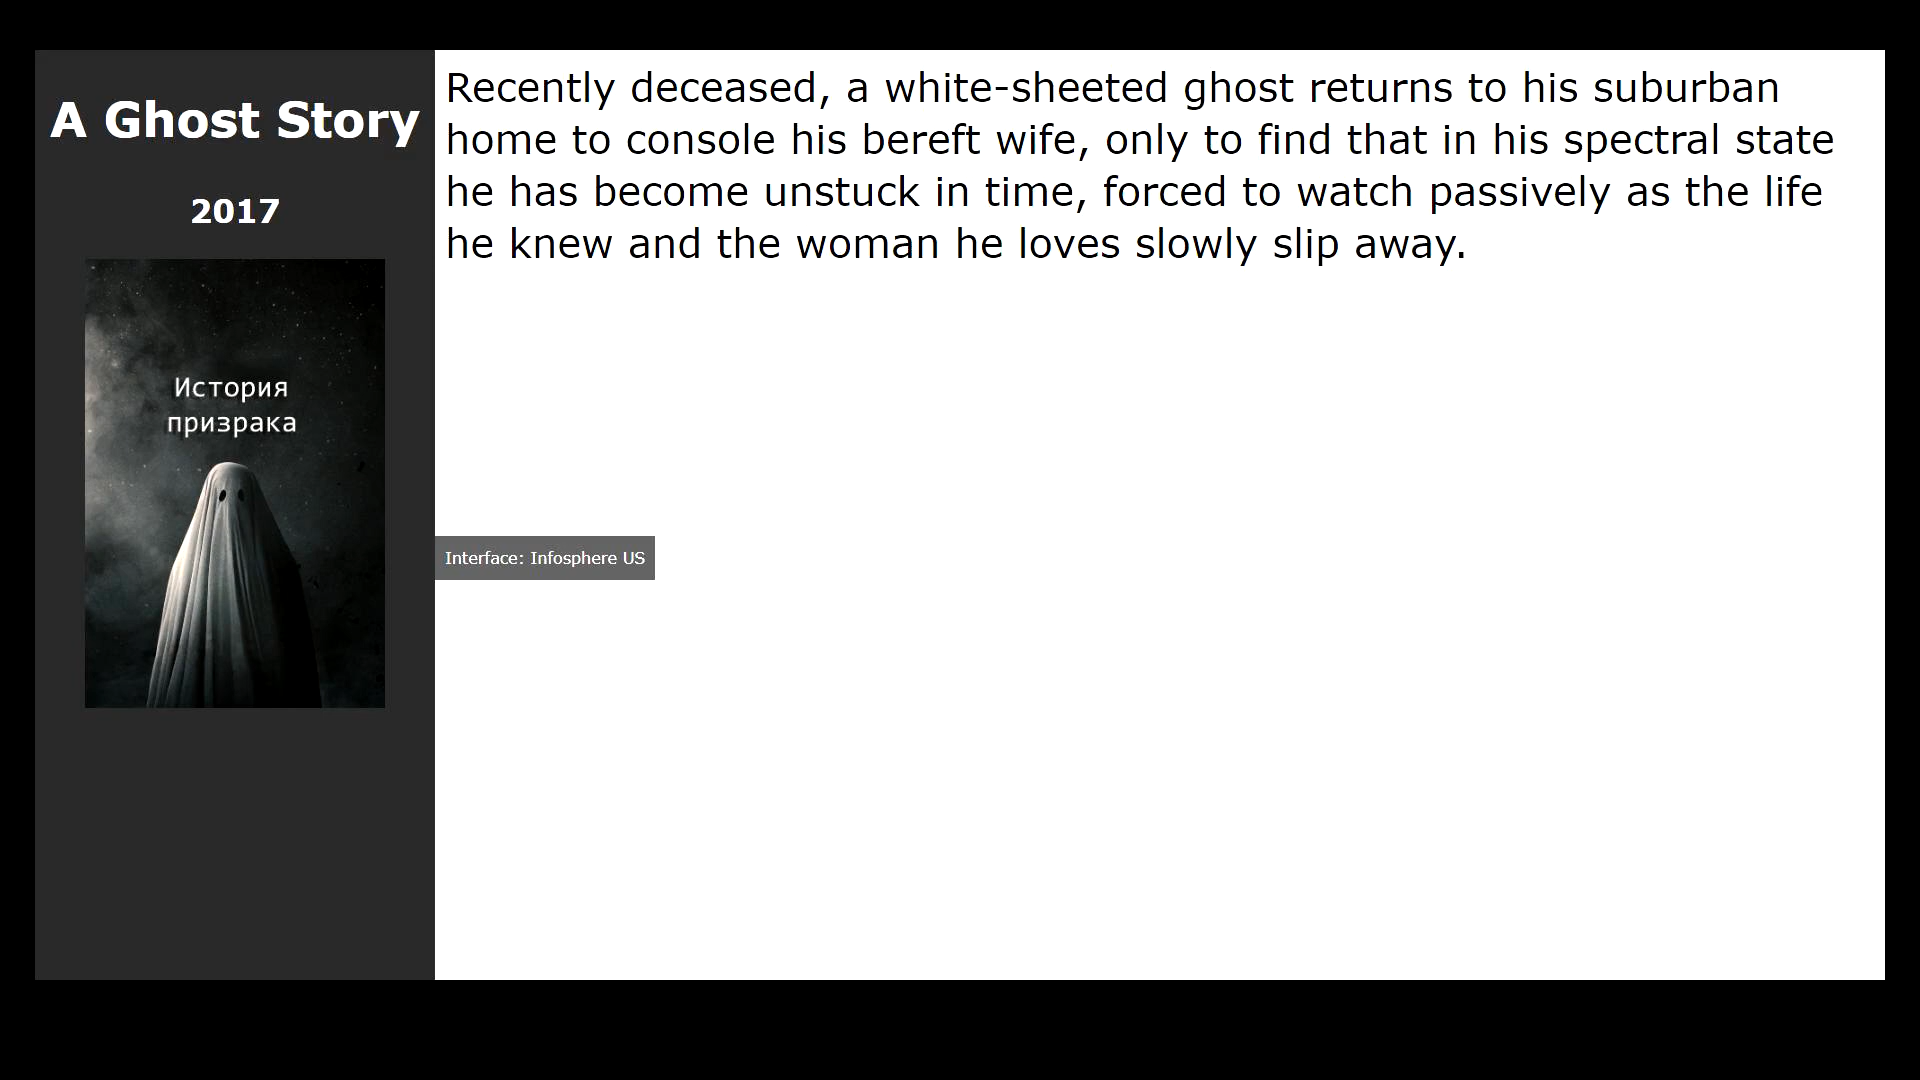 A Ghost Story
2017
История
призрака
Recently deceased, a white-sheeted ghost returns to his suburban
home to console his bereft wife, only to find that in his spectral state
he has become unstuck in time, forced to watch passively as the life
he knew and the woman he loves slowly slip away.
Interface: Infosphere US